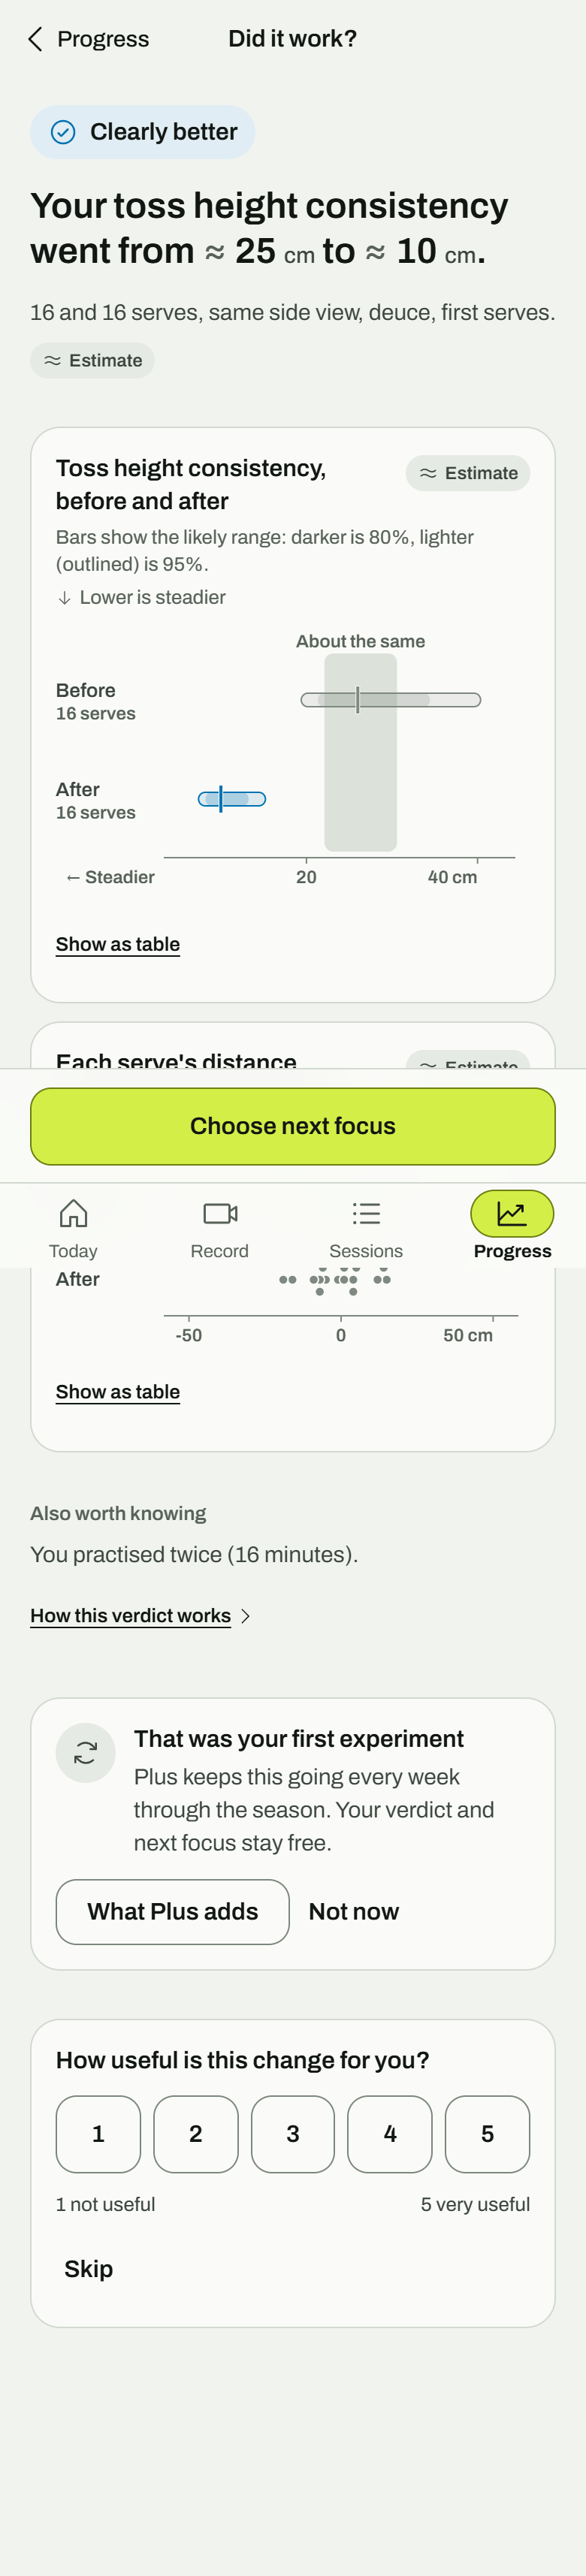 Progress
Did it work?
Clearly better
Your toss height consistency
went from ≈ 25 cm to ≈ 10 cm.
16 and 16 serves, same side view, deuce, first serves.
≈ Estimate
Toss height consistency,
before and after
≈ Estimate
Bars show the likely range: darker is 80%, lighter
(outlined) is 95%.
↓ Lower is steadier
About the same
Before
16 serves
After
16 serves
← Steadier
20
40 cm
Show as table
Each serve's distance
≈ Estimate
Choose next focus
Today
Record
Sessions
Progress
After
-50
0
50 cm
Show as table
Also worth knowing
You practised twice (16 minutes).
How this verdict works
That was your first experiment
Plus keeps this going every week
through the season. Your verdict and
next focus stay free.
What Plus adds
Not now
How useful is this change for you?
1
2
3
4
5
1 not useful
5 very useful
Skip